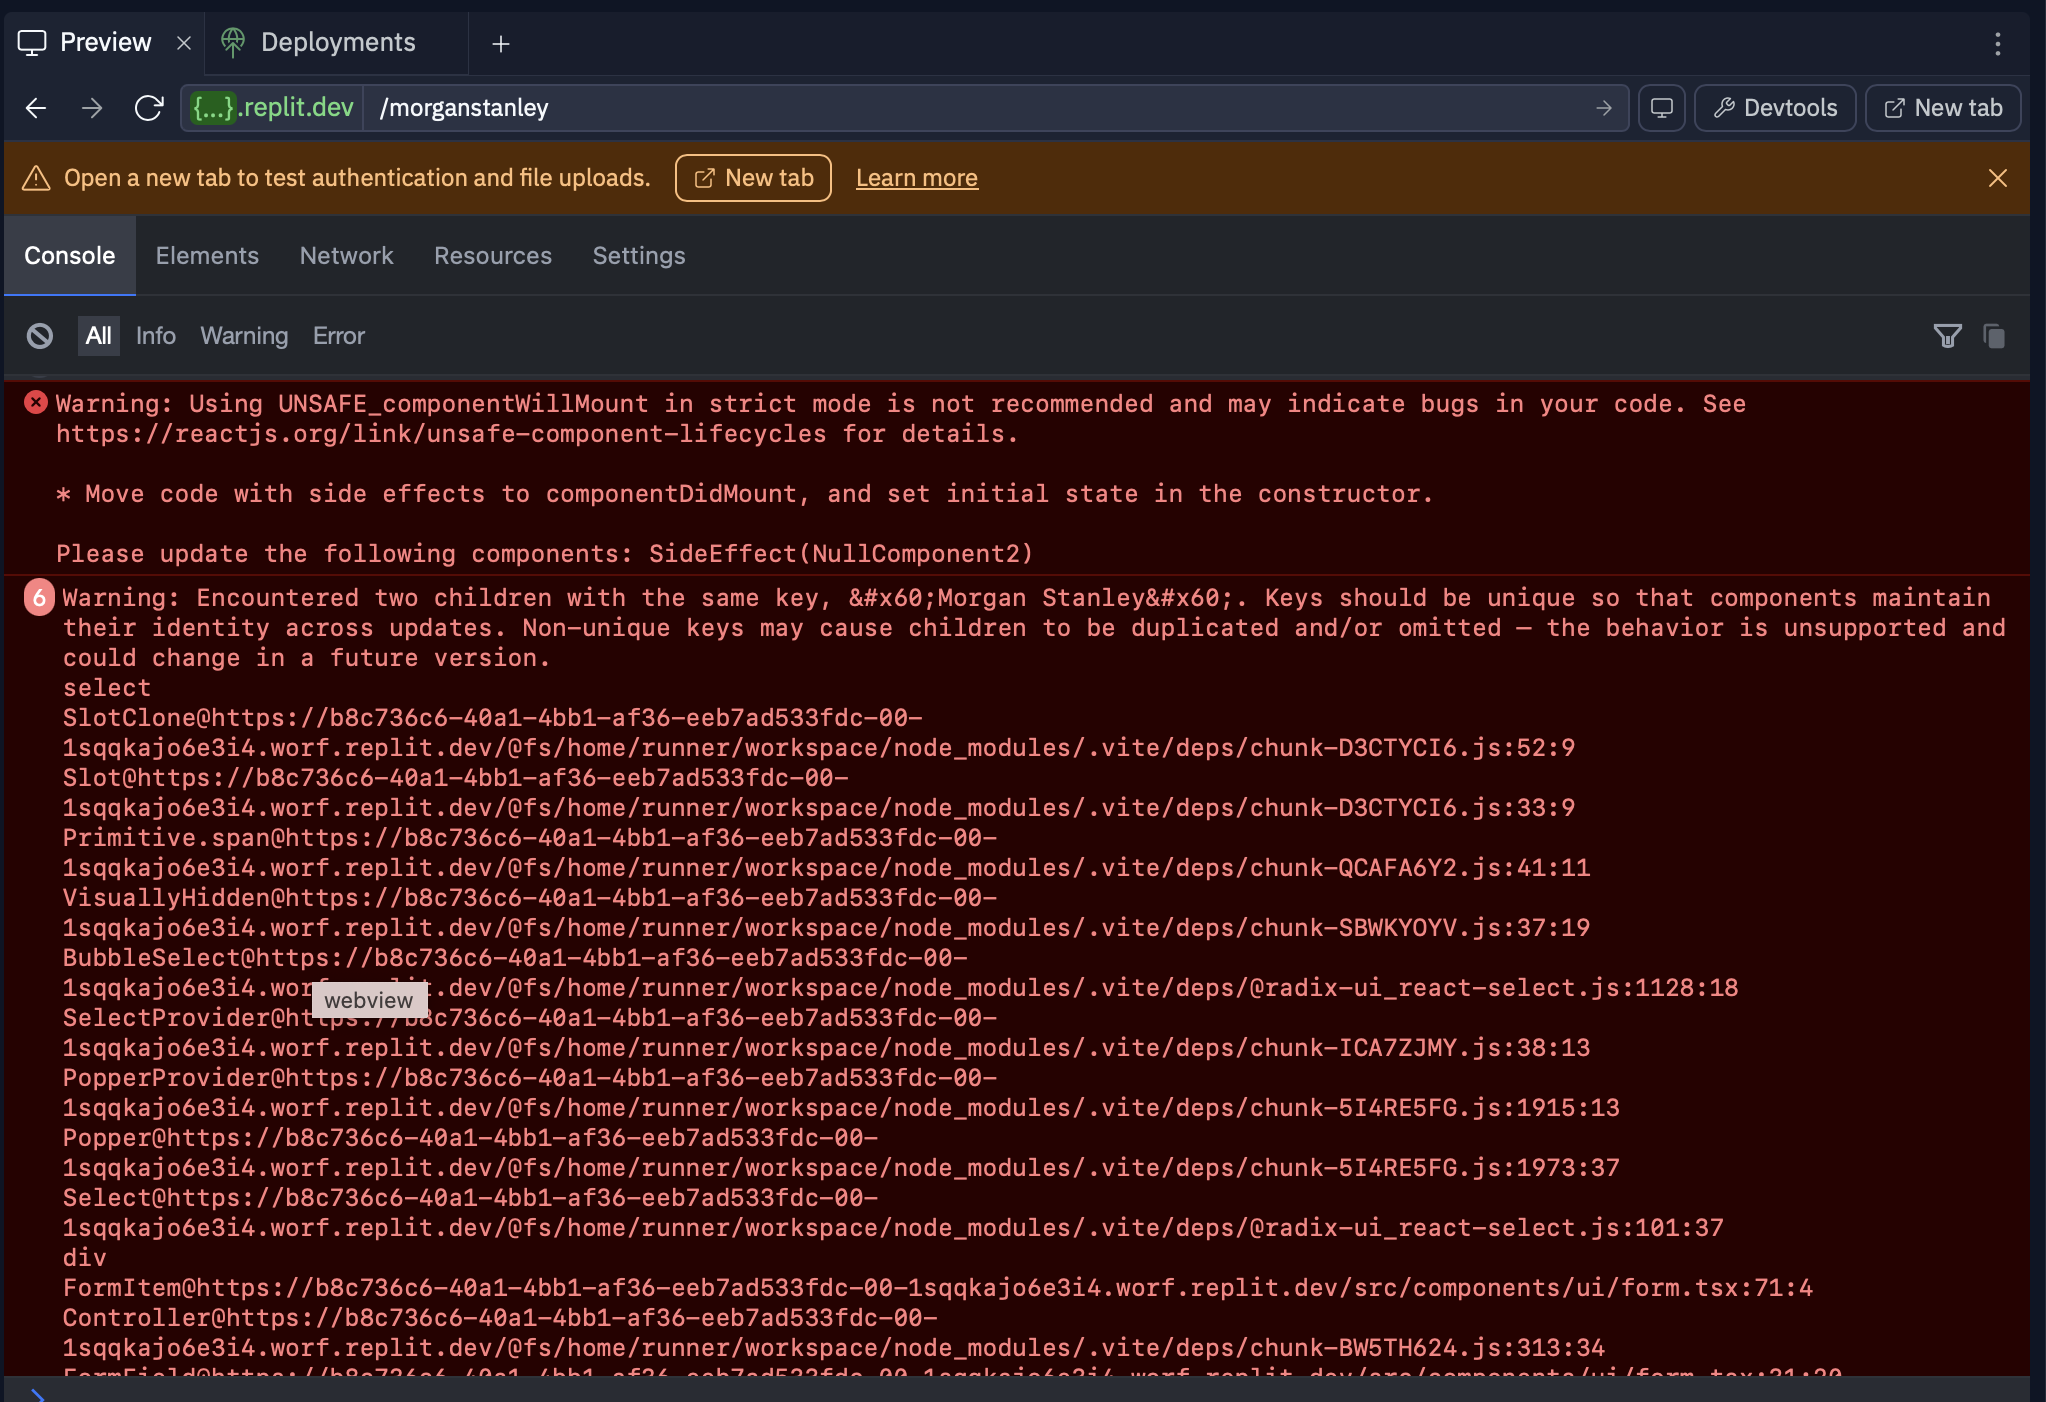 Preview
Deployments
{...}.replit.dev /morganstanley
Devtools
New tab
Open a new tab to test authentication and file uploads.
New tab
Learn more
Console Elements Network Resources Settings
All Info Warning Error
Warning: Using UNSAFE_componentWillMount in strict mode is not recommended and may indicate bugs in your code. See
https://reactjs.org/link/unsafe-component-lifecycles for details.
* Move code with side effects to componentDidMount, and set initial state in the constructor.
Please update the following components: SideEffect(NullComponent2)
6
Warning: Encountered two children with the same key, &#x60;Morgan Stanley&#x60;. Keys should be unique so that components maintain
their identity across updates. Non-unique keys may cause children to be duplicated and/or omitted — the behavior is unsupported and
could change in a future version.
select
SlotClone@https://b8c736c6-40a1-4bb1-af36-eeb7ad533fdc-00-
1sqqkajo6e3i4.worf.replit.dev/@fs/home/runner/workspace/node_modules/.vite/deps/chunk-D3CTYCI6.js:52:9
Slot@https://b8c736c6-40a1-4bb1-af36-eeb7ad533fdc-00-
1sqqkajo6e3i4.worf.replit.dev/@fs/home/runner/workspace/node_modules/.vite/deps/chunk-D3CTYCI6.js:33:9
Primitive.span@https://b8c736c6-40a1-4bb1-af36-eeb7ad533fdc-00-
1sqqkajo6e3i4.worf.replit.dev/@fs/home/runner/workspace/node_modules/.vite/deps/chunk-QCAFA6Y2.js:41:11
VisuallyHidden@https://b8c736c6-40a1-4bb1-af36-eeb7ad533fdc-00-
1sqqkajo6e3i4.worf.replit.dev/@fs/home/runner/workspace/node_modules/.vite/deps/chunk-SBWKYOYV.js:37:19
BubbleSelect@https://b8c736c6-40a1-4bb1-af36-eeb7ad533fdc-00-
1sqqkajo6e3i4.worf.replit.dev/@fs/home/runner/workspace/node_modules/.vite/deps/@radix-ui_react-select.js:1128:18
webview
SelectProvider@https://b8c736c6-40a1-4bb1-af36-eeb7ad533fdc-00-
1sqqkajo6e3i4.worf.replit.dev/@fs/home/runner/workspace/node_modules/.vite/deps/chunk-ICA7ZJMY.js:38:13
PopperProvider@https://b8c736c6-40a1-4bb1-af36-eeb7ad533fdc-00-
1sqqkajo6e3i4.worf.replit.dev/@fs/home/runner/workspace/node_modules/.vite/deps/chunk-5I4RE5FG.js:1915:13
Popper@https://b8c736c6-40a1-4bb1-af36-eeb7ad533fdc-00-
1sqqkajo6e3i4.worf.replit.dev/@fs/home/runner/workspace/node_modules/.vite/deps/chunk-5I4RE5FG.js:1973:37
Select@https://b8c736c6-40a1-4bb1-af36-eeb7ad533fdc-00-
1sqqkajo6e3i4.worf.replit.dev/@fs/home/runner/workspace/node_modules/.vite/deps/@radix-ui_react-select.js:101:37
div
FormItem@https://b8c736c6-40a1-4bb1-af36-eeb7ad533fdc-00-1sqqkajo6e3i4.worf.replit.dev/src/components/ui/form.tsx:71:4
Controller@https://b8c736c6-40a1-4bb1-af36-eeb7ad533fdc-00-
1sqqkajo6e3i4.worf.replit.dev/@fs/home/runner/workspace/node_modules/.vite/deps/chunk-BW5TH624.js:313:34